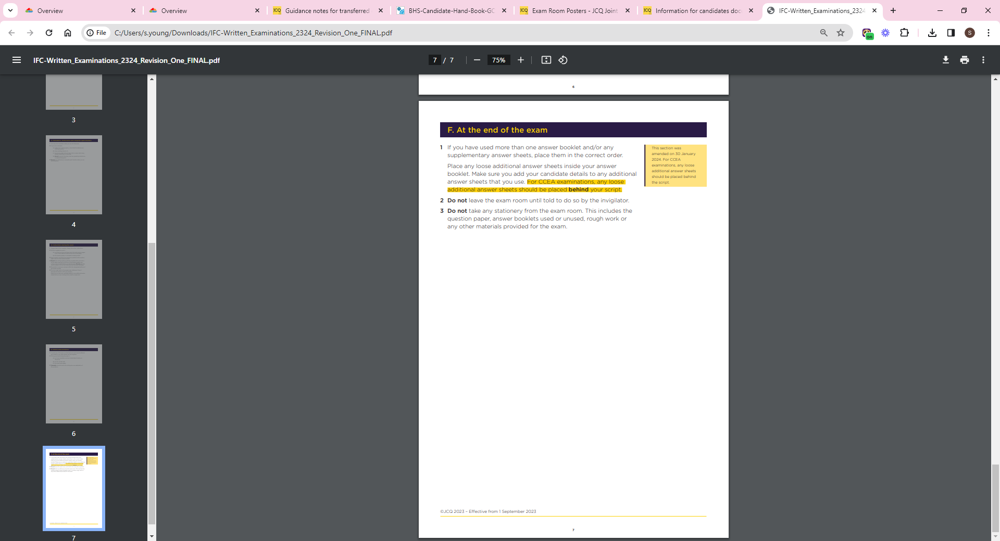 Overview
Overview
Guidance notes for transferred
BHS-Candidate-Hand-Book-GC
Exam Room Posters - JCQ Joint
Information for candidates doc
IFC-Written_Examinations_2324
File
C:/Users/s.young/Downloads/IFC-Written_Examinations_2324_Revision_One_FINAL.pdf
on
S
IFC-Written_Examinations_2324_Revision_One_FINAL.pdf
7 / 7
75%
3
4
5
6
7
6
F. At the end of the exam
1 If you have used more than one answer booklet and/or any
supplementary answer sheets, place them in the correct order.
Place any loose additional answer sheets inside your answer
booklet. Make sure you add your candidate details to any additional
answer sheets that you use. For CCEA examinations, any loose
additional answer sheets should be placed behind your script.
2 Do not leave the exam room until told to do so by the invigilator.
3 Do not take any stationery from the exam room. This includes the
question paper, answer booklets used or unused, rough work or
any other materials provided for the exam.
This section was
amended on 30 January
2024. For CCEA
examinations, any loose
additional answer sheets
should be placed behind
the script.
©JCQ 2023 – Effective from 1 September 2023
7